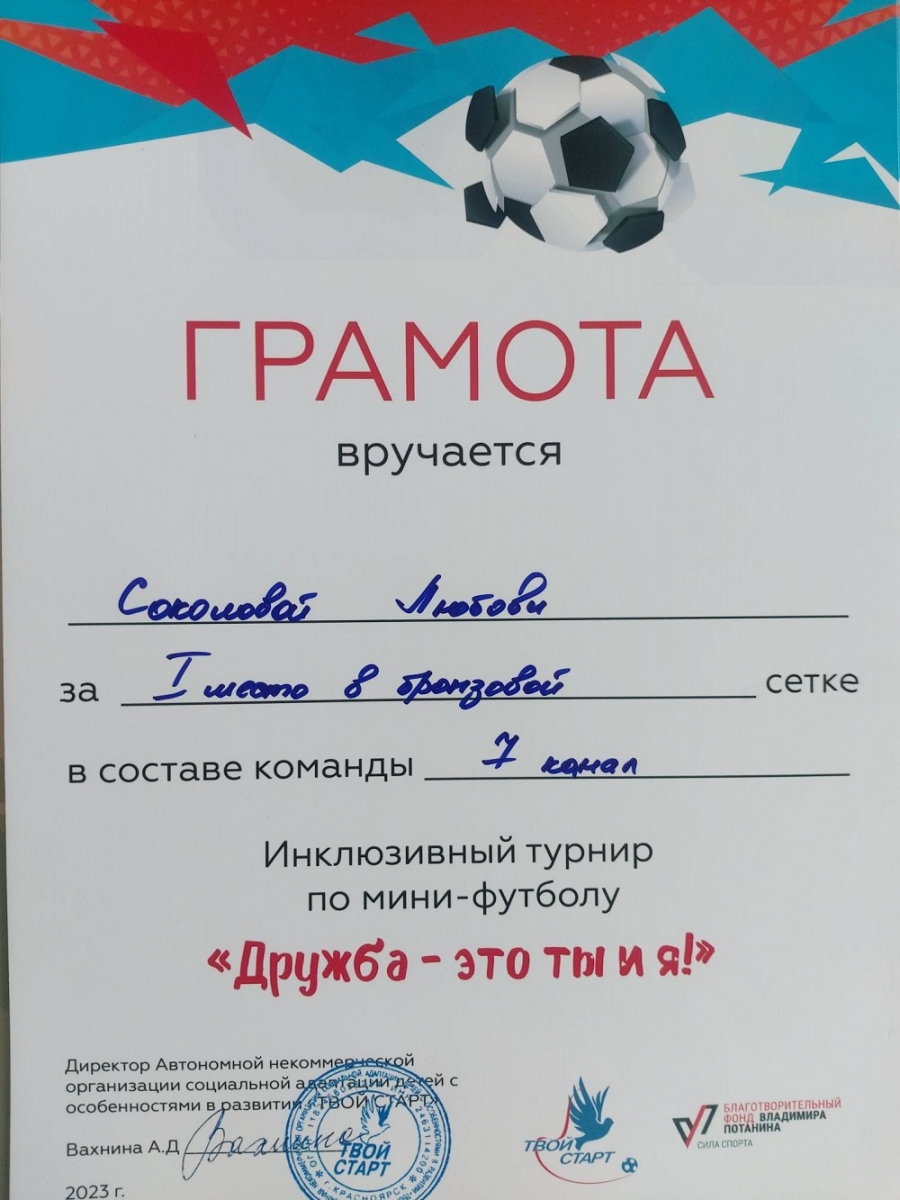 ГРАМОТА
вручается
Соколовой Любови
за I место в бронзовой сетке
в составе команды 7 канал
Инклюзивный турнир
по мини-футболу
«Дружба - это ты и я!»
Директор Автономной некоммерческой
организации социальной адаптации детей с
особенностями в развитии «ТВОЙ СТАРТ»
Вахнина А.Д
2023 г.
ТВОЙ
СТАРТ
г. КРАСНОЯРСК
ТВОЙ
СТАРТ
БЛАГОТВОРИТЕЛЬНЫЙ
ФОНД ВЛАДИМИРА
ПОТАНИНА
СИЛА СПОРТА